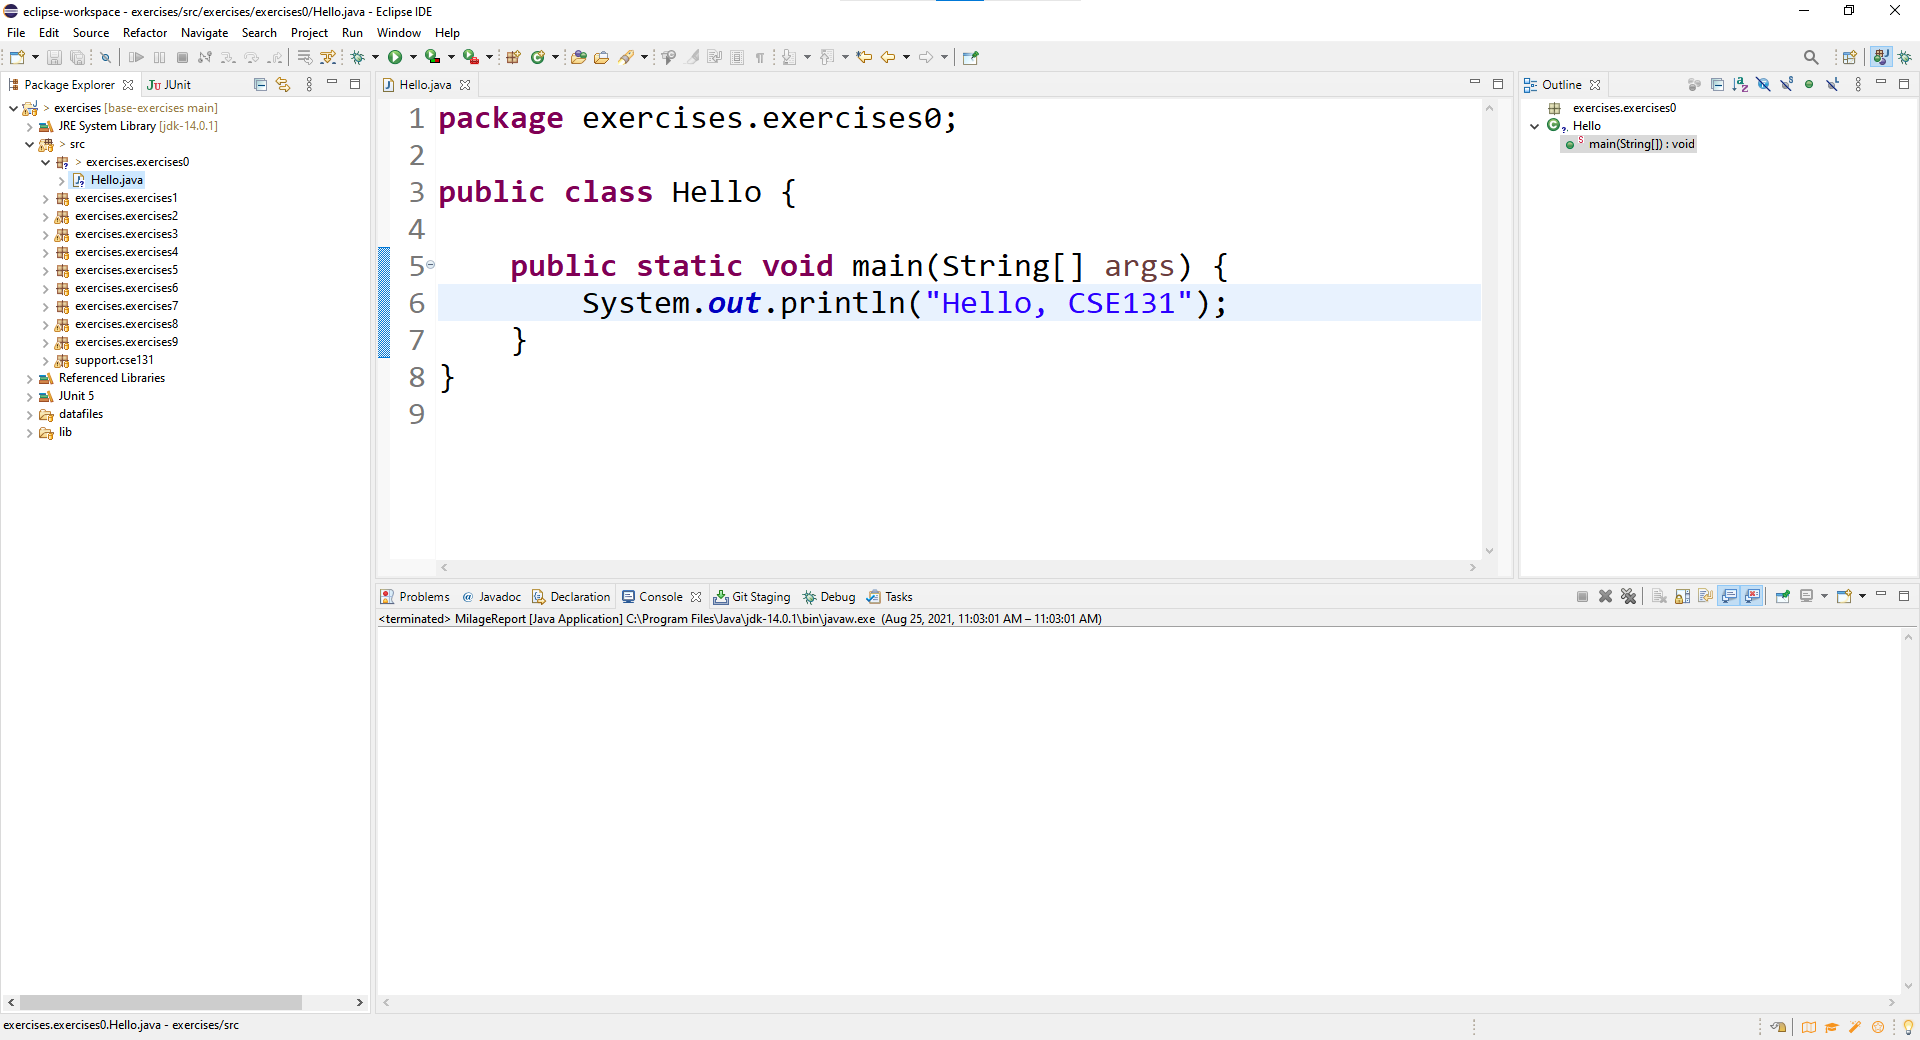 eclipse-workspace - exercises/src/exercises/exercises0/Hello.java - Eclipse IDE
File Edit Source Refactor Navigate Search Project Run Window Help
Package Explorer
JUnit
exercises [base-exercises main]
JRE System Library [jdk-14.0.1]
> src
> exercises.exercises0
Hello.java
exercises.exercises1
exercises.exercises2
exercises.exercises3
exercises.exercises4
exercises.exercises5
exercises.exercises6
exercises.exercises7
exercises.exercises8
exercises.exercises9
support.cse131
Referenced Libraries
JUnit 5
datafiles
lib
Hello.java
1 package exercises.exercises0;
2
3 public class Hello {
4
5 public static void main(String[] args) {
6 System.out.println("Hello, CSE131");
7 }
8 }
9
Outline
exercises.exercises0
Hello
main(String[]) : void
Problems @ Javadoc Declaration Console Git Staging Debug Tasks
<terminated> MilageReport [Java Application] C:\Program Files\Java\jdk-14.0.1\bin\javaw.exe (Aug 25, 2021, 11:03:01 AM – 11:03:01 AM)
exercises.exercises0.Hello.java - exercises/src